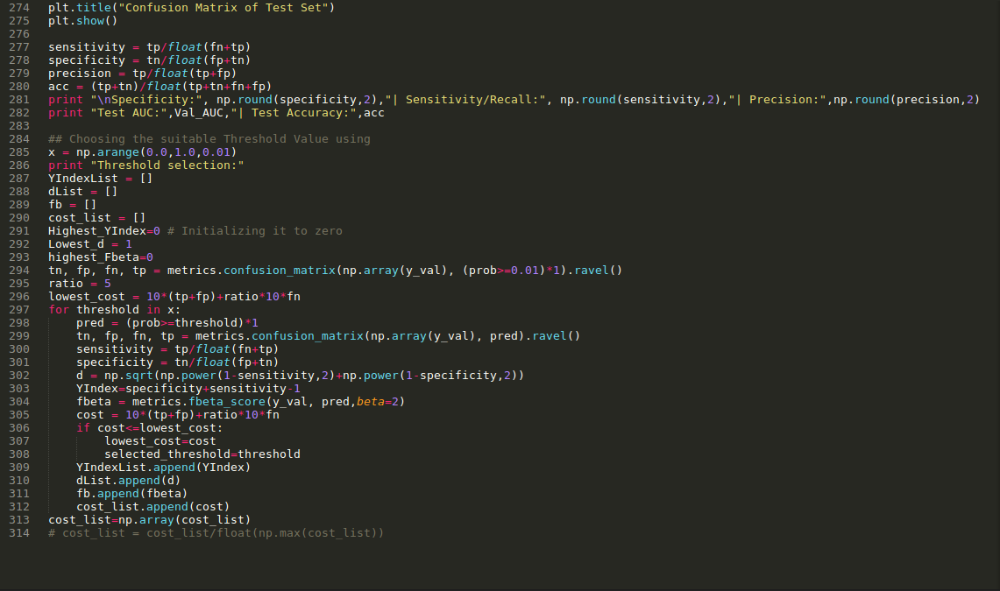 274 plt.title("Confusion Matrix of Test Set")
275 plt.show()
276
277 sensitivity = tp/float(fn+tp)
278 specificity = tn/float(fp+tn)
279 precision = tp/float(tp+fp)
280 acc = (tp+tn)/float(tp+tn+fn+fp)
281 print "\nSpecificity:", np.round(specificity,2),"| Sensitivity/Recall:", np.round(sensitivity,2),"| Precision:",np.round(precision,2)
282 print "Test AUC:",Val_AUC,"| Test Accuracy:",acc
283
284 ## Choosing the suitable Threshold Value using
285 x = np.arange(0.0,1.0,0.01)
286 print "Threshold selection:"
287 YIndexList = []
288 dList = []
289 fb = []
290 cost_list = []
291 Highest_YIndex=0 # Initializing it to zero
292 Lowest_d = 1
293 highest_Fbeta=0
294 tn, fp, fn, tp = metrics.confusion_matrix(np.array(y_val), (prob>=0.01)*1).ravel()
295 ratio = 5
296 lowest_cost = 10*(tp+fp)+ratio*10*fn
297 for threshold in x:
298     pred = (prob>=threshold)*1
299     tn, fp, fn, tp = metrics.confusion_matrix(np.array(y_val), pred).ravel()
300     sensitivity = tp/float(fn+tp)
301     specificity = tn/float(fp+tn)
302     d = np.sqrt(np.power(1-sensitivity,2)+np.power(1-specificity,2))
303     YIndex=specificity+sensitivity-1
304     fbeta = metrics.fbeta_score(y_val, pred,beta=2)
305     cost = 10*(tp+fp)+ratio*10*fn
306     if cost<=lowest_cost:
307         lowest_cost=cost
308         selected_threshold=threshold
309     YIndexList.append(YIndex)
310     dList.append(d)
311     fb.append(fbeta)
312     cost_list.append(cost)
313 cost_list=np.array(cost_list)
314 # cost_list = cost_list/float(np.max(cost_list))